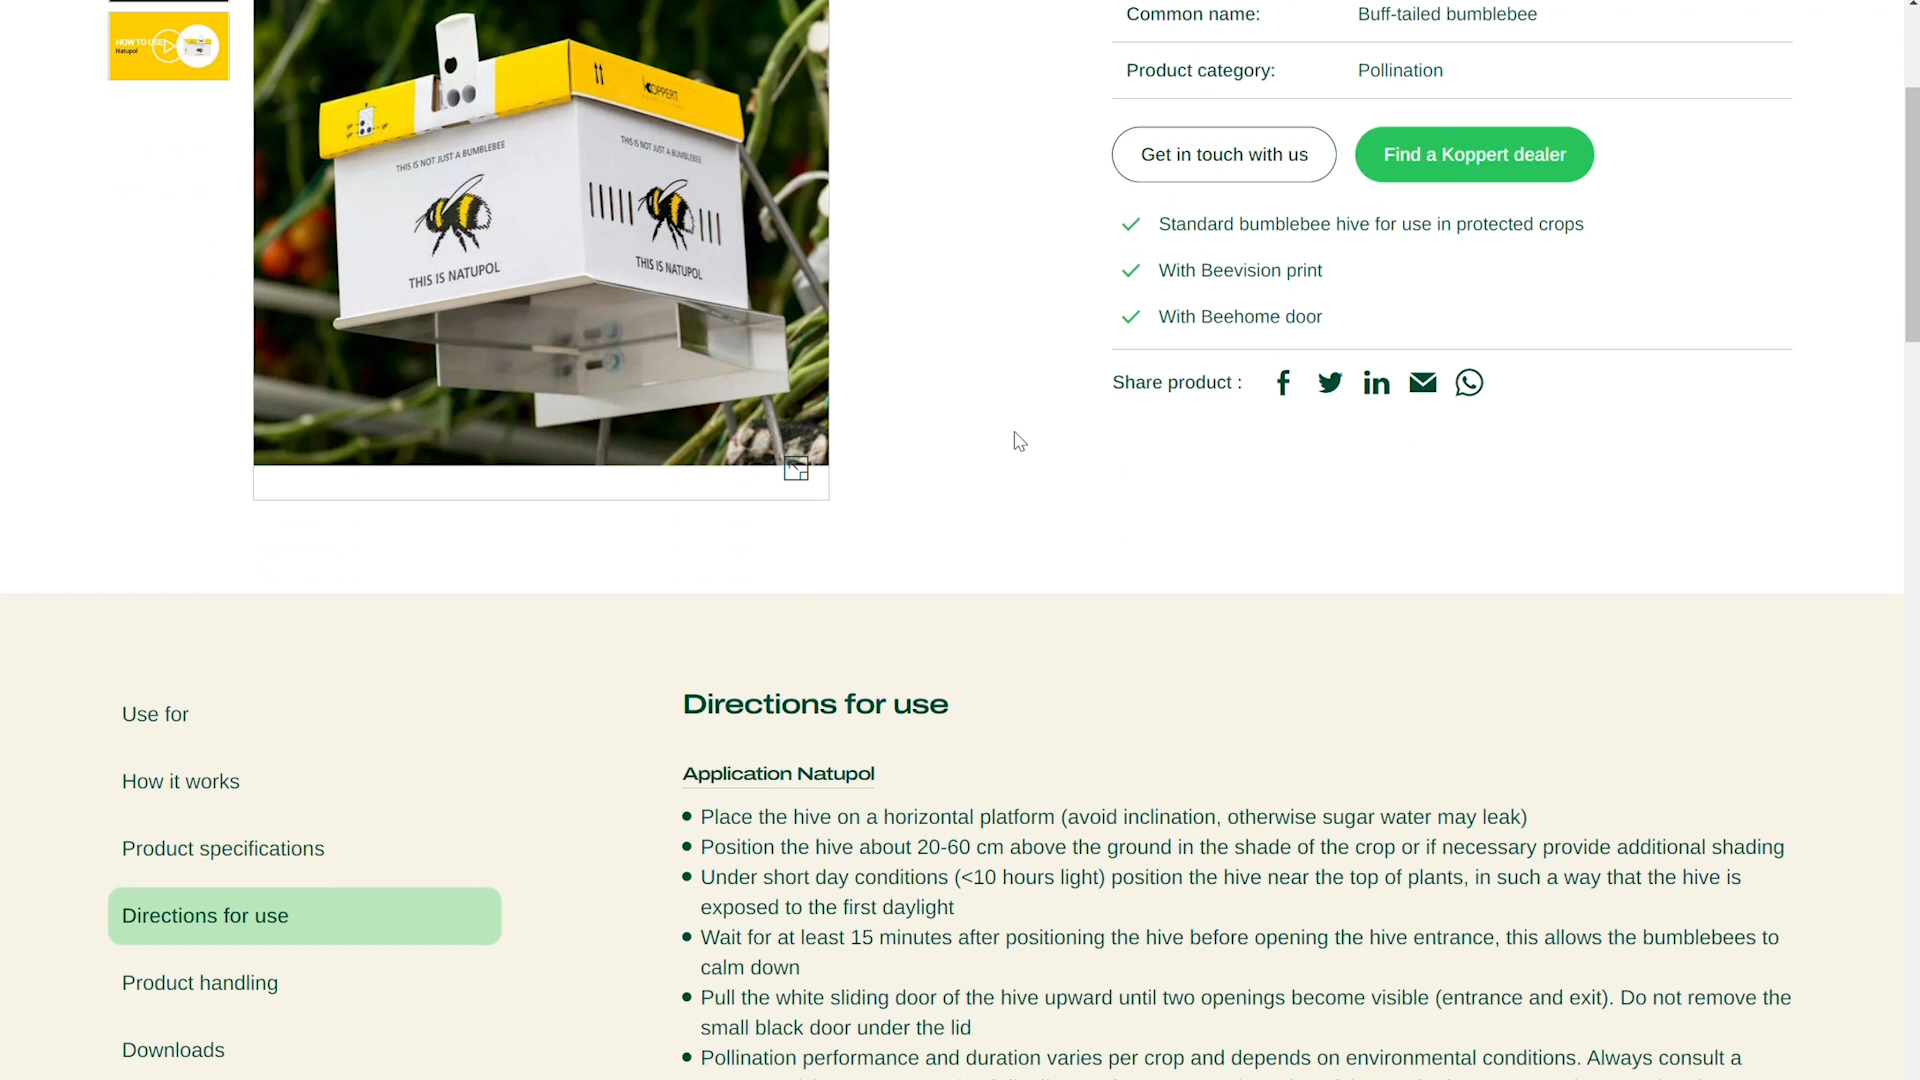 Common name: Buff-tailed bumblebee
HOW TO USE
Natupol
Product category: Pollination
KOPPERT
THIS IS NOT JUST A BUMBLEBEE
THIS IS NATUPOL
THIS IS NOT JUST A BUMBLEBEE
THIS IS NATUPOL
Get in touch with us
Find a Koppert dealer
Standard bumblebee hive for use in protected crops
With Beevision print
With Beehome door
Share product :
Use for
How it works
Product specifications
Directions for use
Product handling
Downloads
Directions for use
Application Natupol
Place the hive on a horizontal platform (avoid inclination, otherwise sugar water may leak)
Position the hive about 20-60 cm above the ground in the shade of the crop or if necessary provide additional shading
Under short day conditions (<10 hours light) position the hive near the top of plants, in such a way that the hive is
exposed to the first daylight
Wait for at least 15 minutes after positioning the hive before opening the hive entrance, this allows the bumblebees to
calm down
Pull the white sliding door of the hive upward until two openings become visible (entrance and exit). Do not remove the
small black door under the lid
Pollination performance and duration varies per crop and depends on environmental conditions. Always consult a